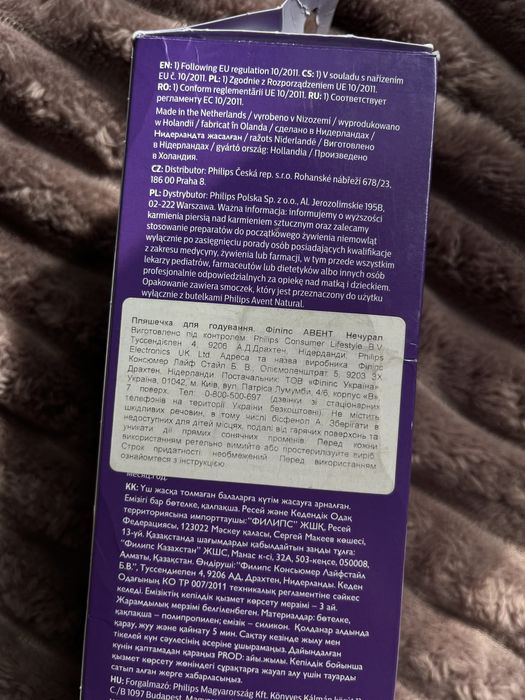 EN: 1) Following EU regulation 10/2011. CS: 1) V souladu s nařízením
EU č. 10/2011. PL: 1) Zgodnie z Rozporządzeniem UE 10/2011.
RO: 1) Conform reglementării UE 10/2011. RU: 1) Соответствует
регламенту ЕС 10/2011.
Made in the Netherlands / vyrobeno v Nizozemí / wyprodukowano
w Holandii / fabricat în Olanda / сделано в Нидерландах /
Нидерландта жасалған / ražots Niderlandē / Виготовлено
в Нідерландах / gyártó ország: Hollandia / Произведено
в Холандия.
CZ: Distributor: Philips Česká rep. s.r.o. Rohanské nábřeží 678/23,
186 00 Praha 8.
PL: Dystrybutor: Philips Polska Sp. z o.o., Al. Jerozolimskie 195B,
02-222 Warszawa. Ważna informacja: informujemy o wyższości
karmienia piersią nad karmieniem sztucznym oraz zalecamy
stosowanie preparatów do początkowego żywienia niemowląt
wyłącznie po zasięgnięciu porady osób posiadających kwalifikacje
z zakresu medycyny, żywienia lub farmacji, w tym przede wszystkim
lekarzy pediatrów, farmaceutów lub dietetyków albo innych osób
profesjonalnie odpowiedzialnych za opiekę nad matką i dzieckiem.
Opakowanie zawiera smoczek, który jest przeznaczony do użytku
wyłącznie z butelkami Philips Avent Natural.
Пляшечка для годування. Філіпс АВЕНТ Нечурал
Виготовлено під контролем: Philips Consumer Lifestyle B.V.
Туссендіепен 4, 9206 А.Д.Драхтен, Нідерданди. Philips
Electronics UK Ltd. Адреса та назва виробника: Філіпс
Консюмер Лайф Стайл Б. В., Оліємоленштрат 5, 9203 ЗХ
Драхтен, Нідерланди Постачальник: ТОВ «Філіпс Україна»
Україна, 01042, м. Київ, вул. Патріса Лумумби, 4/6, корпус «В»
7 поверх. Тел: 0-800-500-697 (дзвінки зі стаціонарних
телефонів на території України безкоштовні). Не містить
шкідливих речовин, в тому числі бісфенол А. Зберігати в
недоступних для дітей місцях, подалі від гарячих поверхонь та
уникати дії прямих сонячних променів. Перед кожни
використанням ретельно вимийте або простерилізуйте виріб.
Строк придатності необмежений Перед використанням
ознайомтеся з інструкцією.
KK: Үш жасқа толмаған балаларға күтім жасауға арналған.
Емізігі бар бөтелке, қалпақша. Ресей және Кедендік Одақ
территориясына импорттаушы: "ФИЛИПС" ЖШҚ, Ресей
Федерациясы, 123022 Мәскеу қаласы, Сергей Макеев көшесі,
13-үй. Қазақстанда шағымдарды қабылдайтын заңды тұлға:
"Филипс Казахстан" ЖШС, Манас к-сі, 32А, 503-кеңсе, 050008,
Алматы, Қазақстан. Өндіруші: "Филипс Консьюмер Лайфстайл
Б.В.", Туссендиепен 4, 9206 АД, Драхтен, Нидерланды. Кеден
Одағының КО ТР 007/2011 техникалық регламентіне сәйкес
келеді. Емізіктің кепілдік қызмет көрсету мерзімі – 3 ай.
Жарамдылық мерзімі белгіленбеген. Материалдар: бөтелке,
қақпақша – полипропилен; емізік – силикон. Қолданар алдында
қарау, жуу және қайнату 5 мин. Сақтау кезінде жылу мен
тікелей күн сәулесінің әсеріне ұшырамаңыз. Дайындалған
күнін қаптамадан қараңыз PROD: айы.жылы. Кепілдік бойынша
қызмет көрсету жөніндегі сұрақтарға жауап алу үшін тауарды
сатып алған жерге хабарласыңыз.
HU: Forgalmazó: Philips Magyarország Kft. Könyves Kálmán
C/B 1097 Budapest,